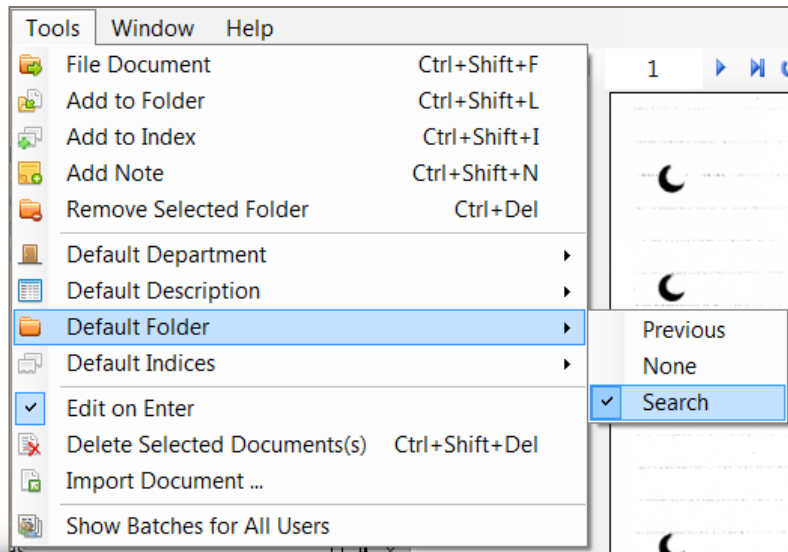 Tools Window Help
File Document Ctrl+Shift+F
Add to Folder Ctrl+Shift+L
Add to Index Ctrl+Shift+I
Add Note Ctrl+Shift+N
Remove Selected Folder Ctrl+Del
Default Department
Default Description
Default Folder
Default Indices
Edit on Enter
Delete Selected Documents(s) Ctrl+Shift+Del
Import Document ...
Show Batches for All Users
1
Previous
None
Search